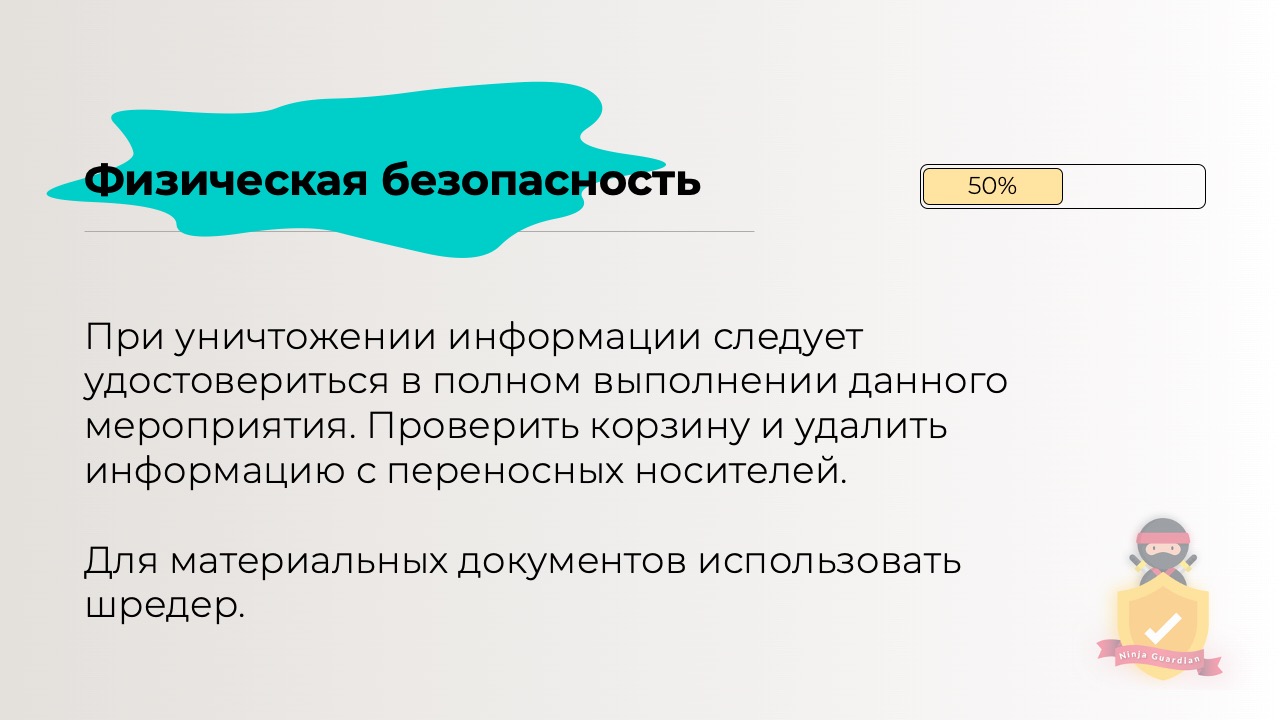 Физическая безопасность
50%
При уничтожении информации следует
удостовериться в полном выполнении данного
мероприятия. Проверить корзину и удалить
информацию с переносных носителей.
Для материальных документов использовать
шредер.
Ninja Guardian